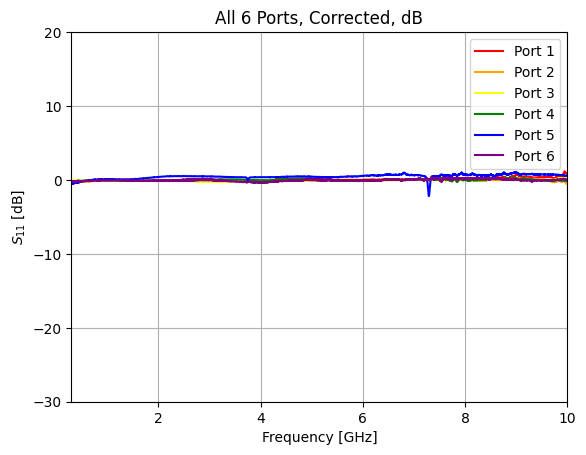 All 6 Ports, Corrected, dB
20
10
0
−10
−20
−30
S₁₁ [dB]
Port 1
Port 2
Port 3
Port 4
Port 5
Port 6
2
4
6
8
10
Frequency [GHz]